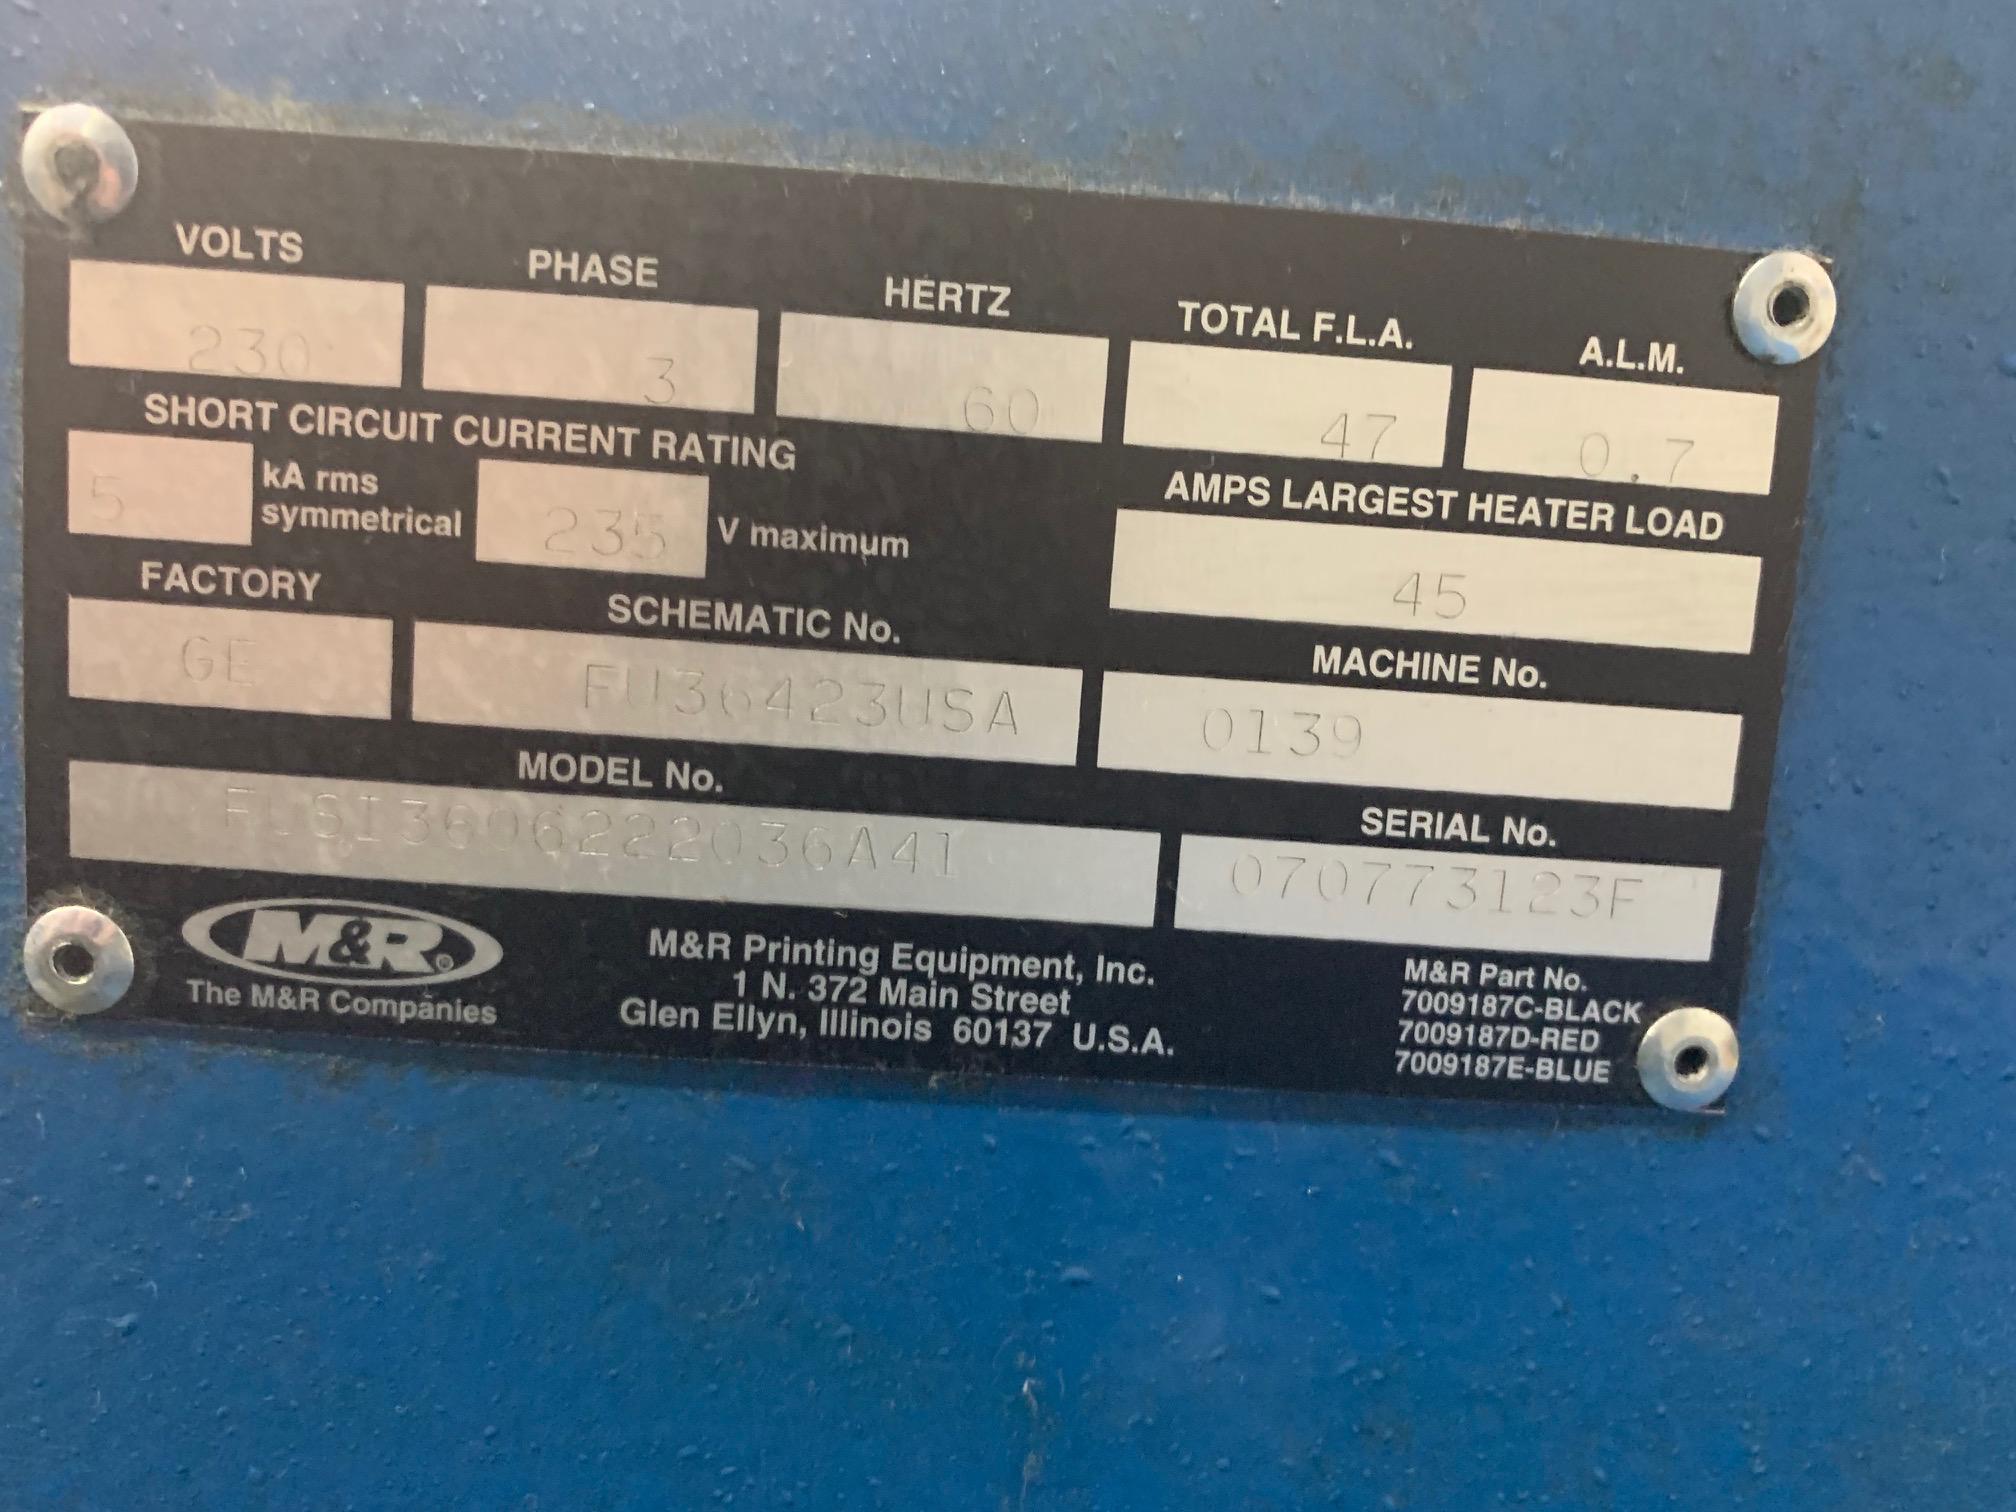 VOLTS PHASE HERTZ TOTAL F.L.A. A.L.M.
230 3 60 47 0.7
SHORT CIRCUIT CURRENT RATING
5 kA rms symmetrical 235 V maximum
AMPS LARGEST HEATER LOAD
45
FACTORY SCHEMATIC No. MACHINE No.
GE FU36423USA 0139
MODEL No. SERIAL No.
FUSI3606222036A41 070773123F
M&R®
The M&R Companies
M&R Printing Equipment, Inc.
1 N. 372 Main Street
Glen Ellyn, Illinois 60137 U.S.A.
M&R Part No.
7009187C-BLACK
7009187D-RED
7009187E-BLUE